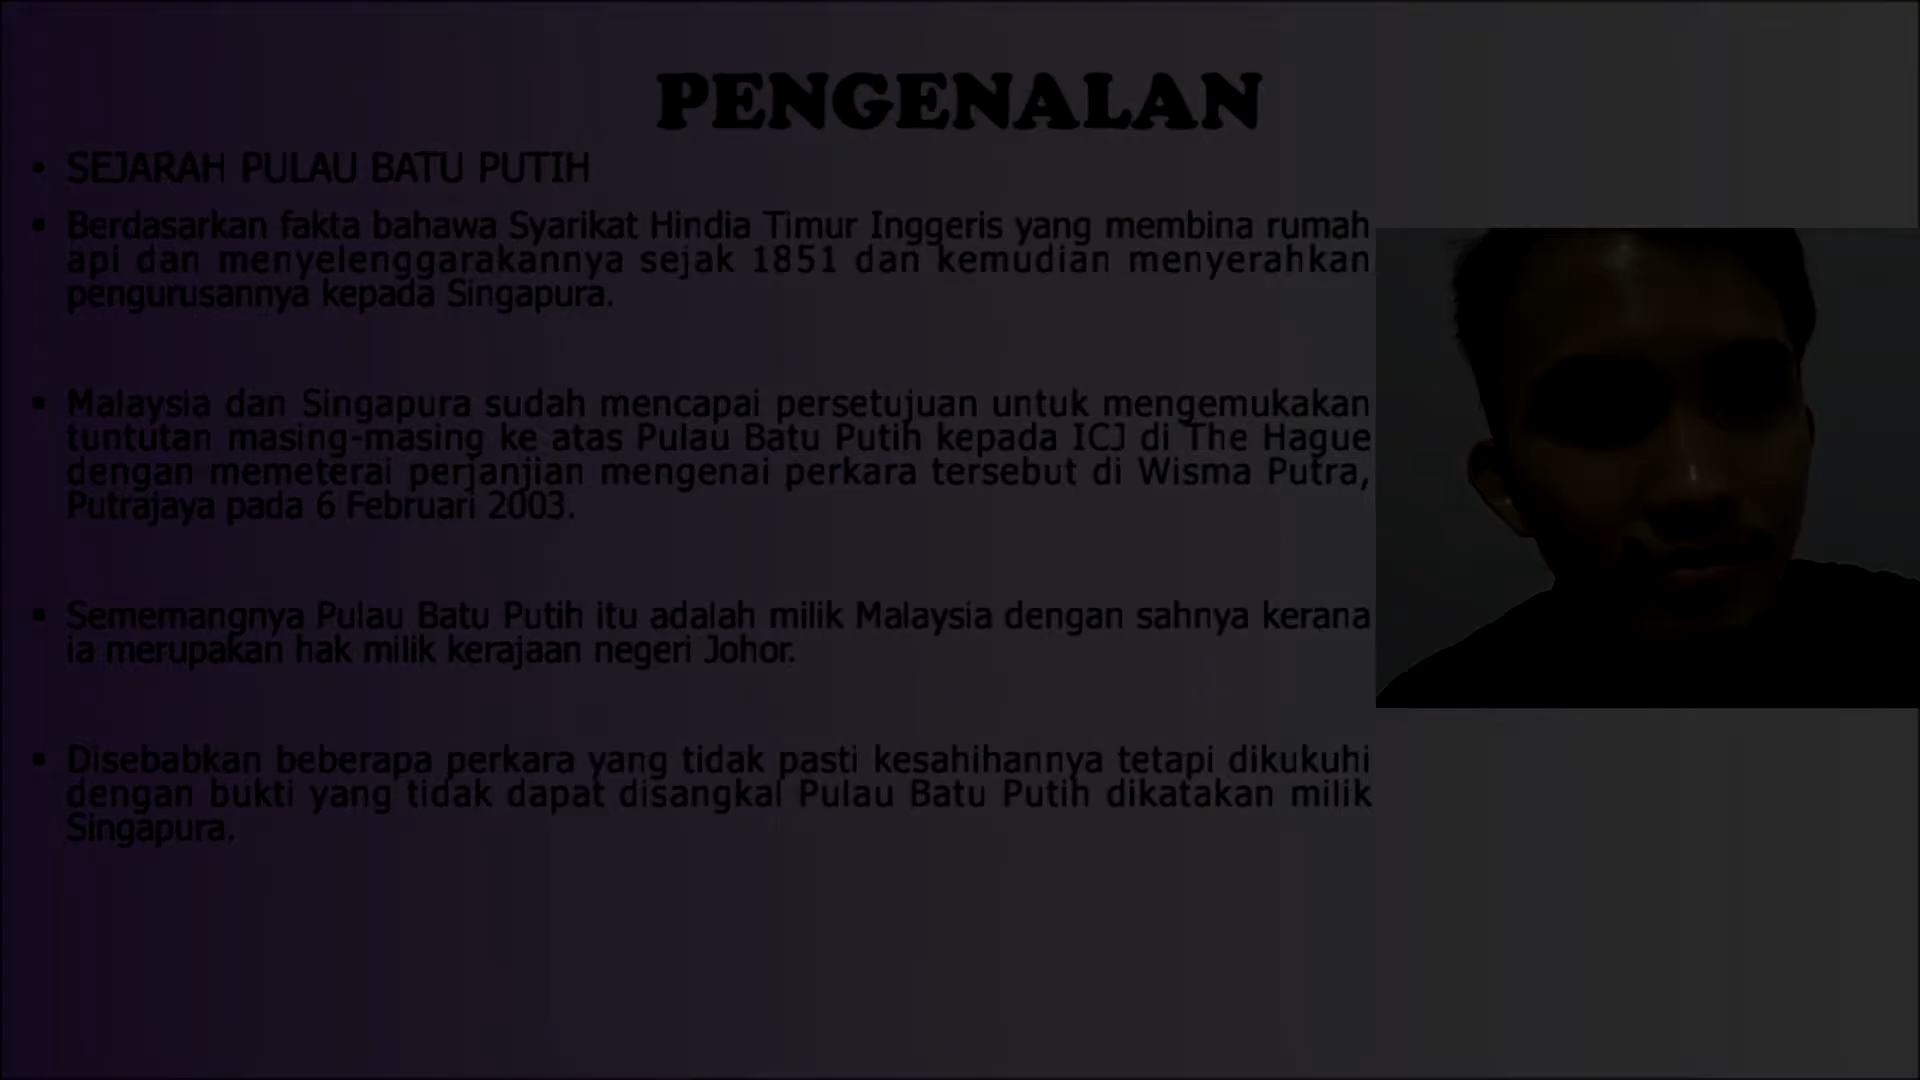 PENGENALAN
• SEJARAH PULAU BATU PUTIH
• Berdasarkan fakta bahawa Syarikat Hindia Timur Inggeris yang membina rumah
api dan menyelenggarakannya sejak 1851 dan kemudian menyerahkan
pengurusannya kepada Singapura.
• Malaysia dan Singapura sudah mencapai persetujuan untuk mengemukakan
tuntutan masing-masing ke atas Pulau Batu Putih kepada ICJ di The Hague
dengan memeterai perjanjian mengenai perkara tersebut di Wisma Putra,
Putrajaya pada 6 Februari 2003.
• Sememangnya Pulau Batu Putih itu adalah milik Malaysia dengan sahnya kerana
ia merupakan hak milik kerajaan negeri Johor.
• Disebabkan beberapa perkara yang tidak pasti kesahihannya tetapi dikukuhi
dengan bukti yang tidak dapat disangkal Pulau Batu Putih dikatakan milik
Singapura.